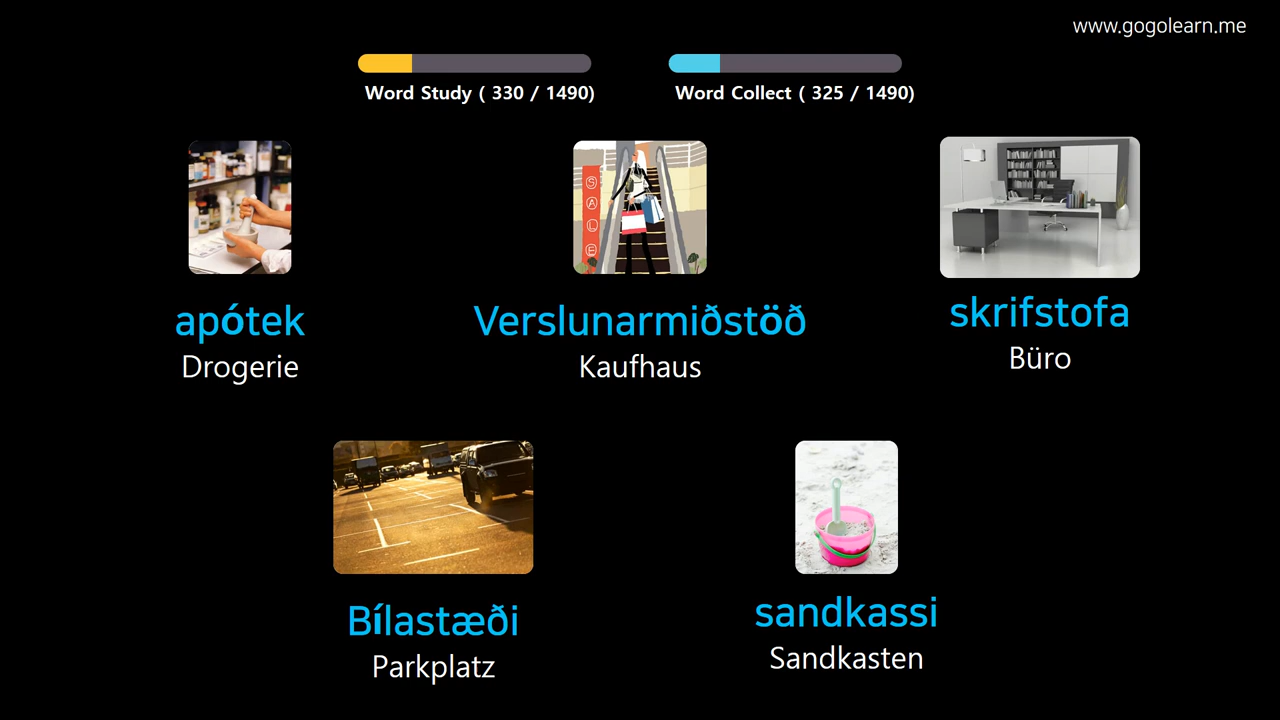 www.gogolearn.me
Word Study ( 330 / 1490)
Word Collect ( 325 / 1490)
SALE
apótek
Drogerie
Verslunarmiðstöð
Kaufhaus
skrifstofa
Büro
Bílastæði
Parkplatz
sandkassi
Sandkasten